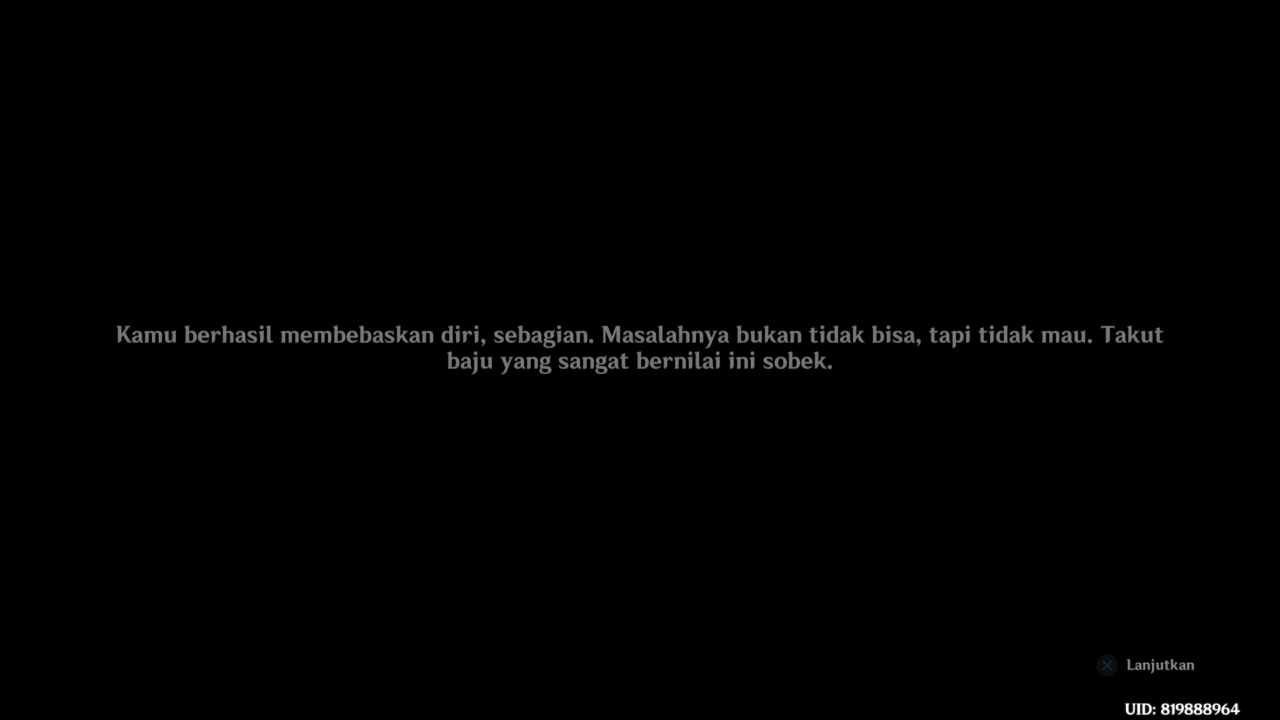 Kamu berhasil membebaskan diri, sebagian. Masalahnya bukan tidak bisa, tapi tidak mau. Takut
baju yang sangat bernilai ini sobek.
Lanjutkan
UID: 819888964